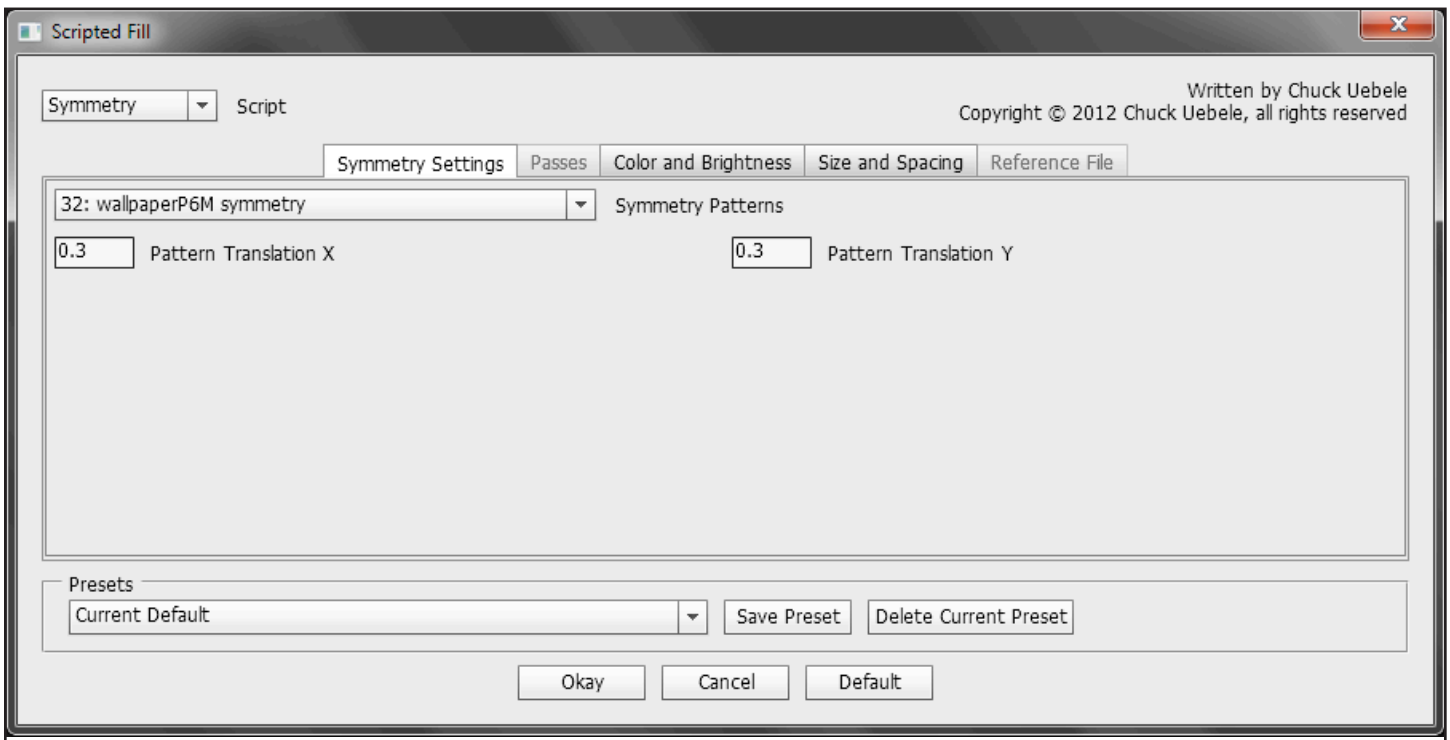 Scripted Fill
x
Written by Chuck Uebele
Symmetry Script
Copyright © 2012 Chuck Uebele, all rights reserved
Symmetry Settings Passes Color and Brightness Size and Spacing Reference File
32: wallpaperP6M symmetry Symmetry Patterns
0.3 Pattern Translation X 0.3 Pattern Translation Y
Presets
Current Default Save Preset Delete Current Preset
Okay Cancel Default